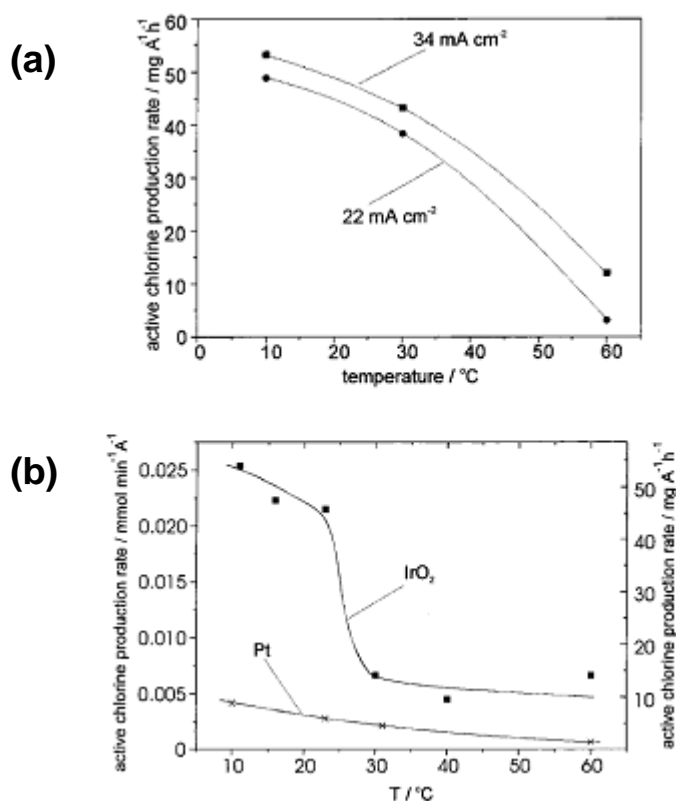 (a)
active chlorine production rate / mg A⁻¹h⁻¹
60
50
40
30
20
10
0
34 mA cm⁻²
22 mA cm⁻²
0 10 20 30 40 50 60
temperature / °C
(b)
active chlorine production rate / mmol min⁻¹A⁻¹
0.025
0.020
0.015
0.010
0.005
0
IrO₂
Pt
50
40
30
20
10
active chlorine production rate / mg A⁻¹h⁻¹
10 20 30 40 50 60
T / °C